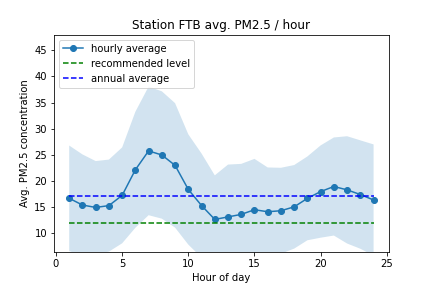 Station FTB avg. PM2.5 / hour
hourly average
recommended level
annual average
Avg. PM2.5 concentration
45
40
35
30
25
20
15
10
0 5 10 15 20 25
Hour of day